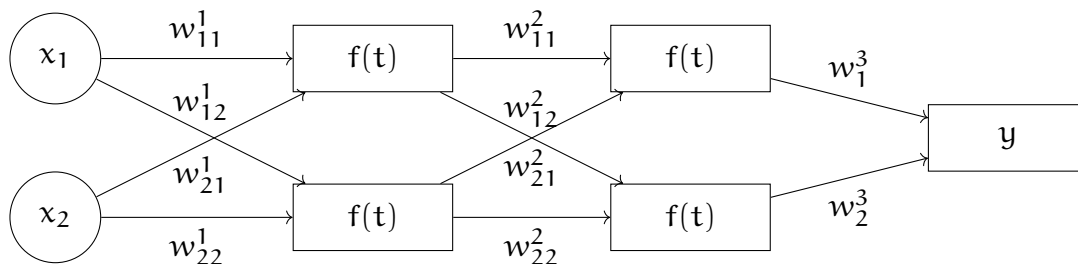 x₁ w¹₁₁ f(t) w²₁₁ f(t) w³₁
w¹₁₂ w²₁₂
y
w¹₂₁ w²₂₁
x₂ w¹₂₂ f(t) w²₂₂ f(t) w³₂